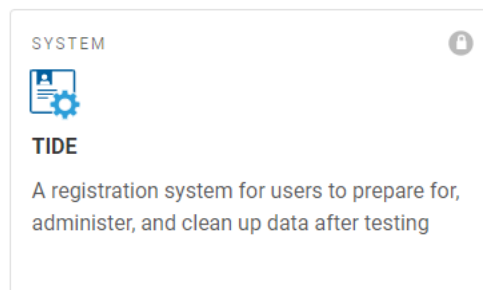 SYSTEM
TIDE
A registration system for users to prepare for,
administer, and clean up data after testing